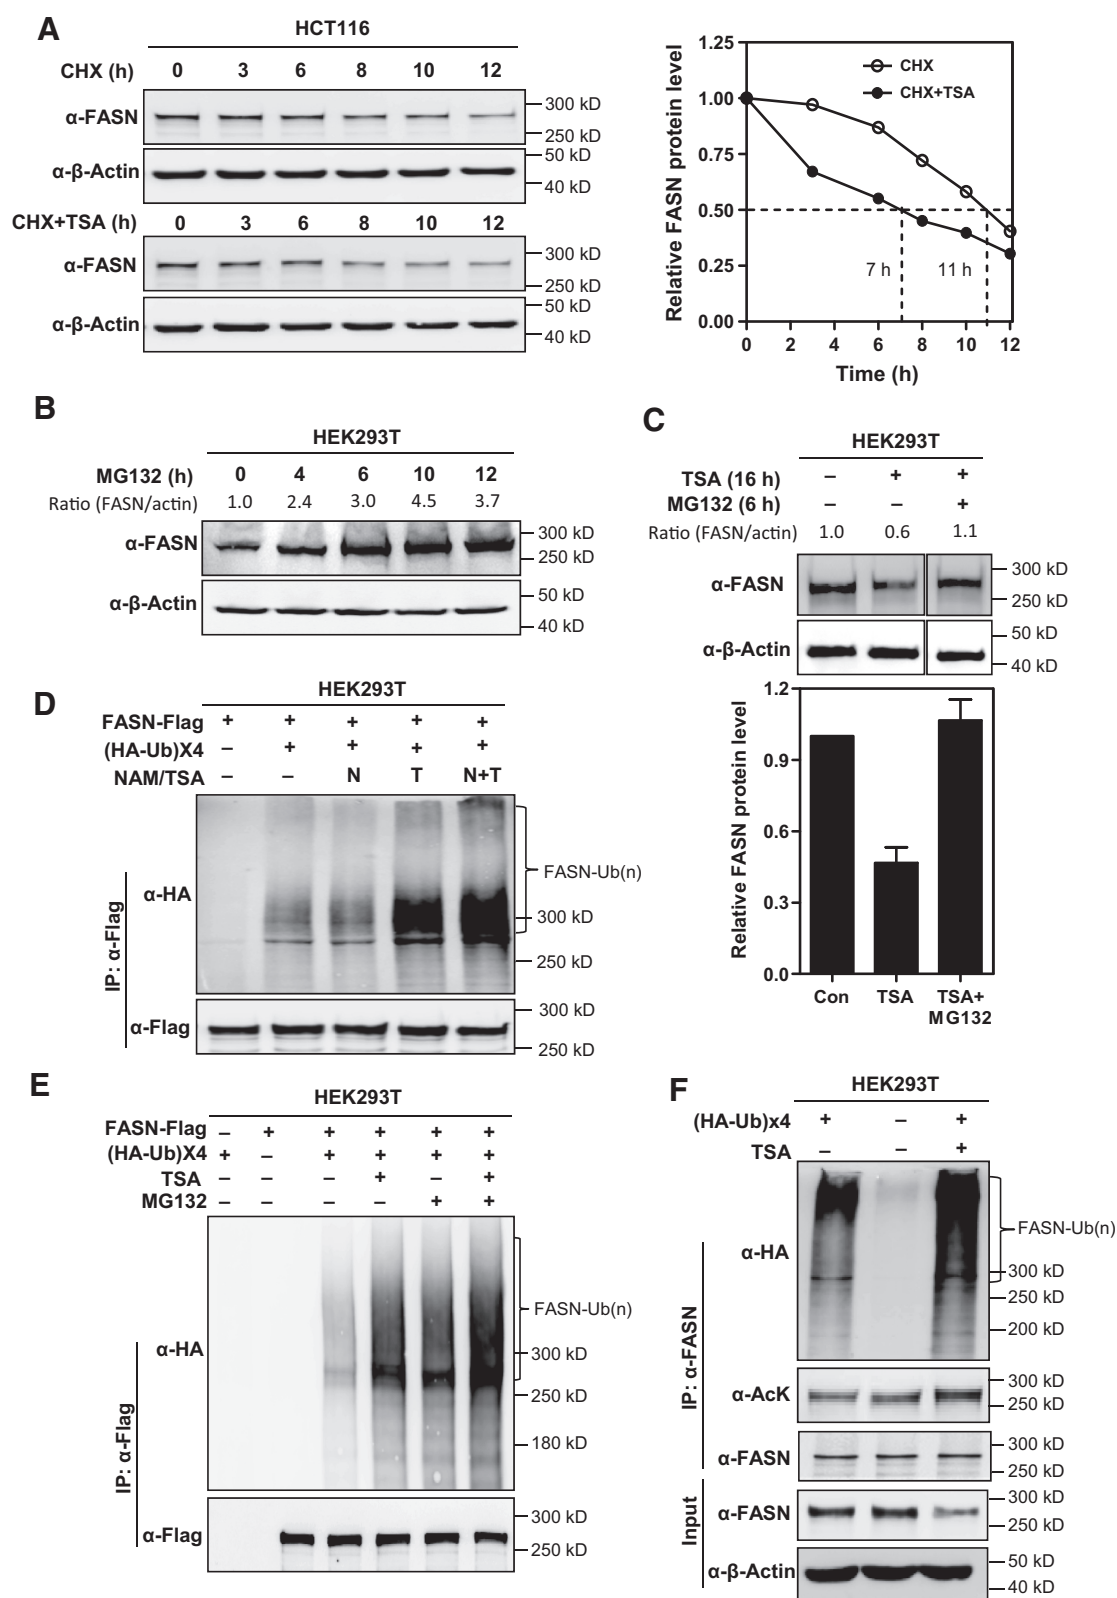 A
HCT116
CHX (h) 0 3 6 8 10 12
α-FASN
300 kD
250 kD
α-β-Actin
50 kD
40 kD
CHX+TSA (h) 0 3 6 8 10 12
α-FASN
300 kD
250 kD
α-β-Actin
50 kD
40 kD
Relative FASN protein level
1.25
1.00
0.75
0.50
0.25
0.00
CHX
CHX+TSA
7 h
11 h
0 2 4 6 8 10 12
Time (h)
B
HEK293T
MG132 (h) 0 4 6 10 12
Ratio (FASN/actin) 1.0 2.4 3.0 4.5 3.7
α-FASN
300 kD
250 kD
α-β-Actin
50 kD
40 kD
C
HEK293T
TSA (16 h) – + +
MG132 (6 h) – – +
Ratio (FASN/actin) 1.0 0.6 1.1
α-FASN
300 kD
250 kD
α-β-Actin
50 kD
40 kD
Relative FASN protein level
1.2
0.9
0.6
0.3
0.0
Con TSA TSA+
MG132
D
HEK293T
FASN-Flag + + + + +
(HA-Ub)X4 – + + + +
NAM/TSA – – N T N+T
IP: α-Flag
α-HA
FASN-Ub(n)
300 kD
250 kD
α-Flag
300 kD
250 kD
E
HEK293T
FASN-Flag – + + + + +
(HA-Ub)X4 + – + + + +
TSA – – – + – +
MG132 – – – – + +
IP: α-Flag
α-HA
FASN-Ub(n)
300 kD
250 kD
180 kD
α-Flag
300 kD
250 kD
F
HEK293T
(HA-Ub)x4 + – +
TSA – – +
IP: α-FASN
α-HA
FASN-Ub(n)
300 kD
250 kD
200 kD
α-AcK
300 kD
250 kD
α-FASN
300 kD
250 kD
Input
α-FASN
300 kD
250 kD
α-β-Actin
50 kD
40 kD